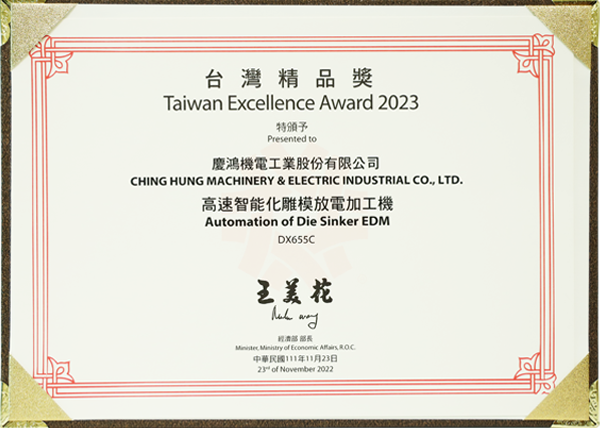 台灣精品獎
Taiwan Excellence Award 2023
特頒予
Presented to
慶鴻機電工業股份有限公司
CHING HUNG MACHINERY & ELECTRIC INDUSTRIAL CO., LTD.
高速智能化雕模放電加工機
Automation of Die Sinker EDM
DX655C
王美花
經濟部 部長
Minister, Ministry of Economic Affairs, R.O.C.
中華民國111年11月23日
23rd of November 2022